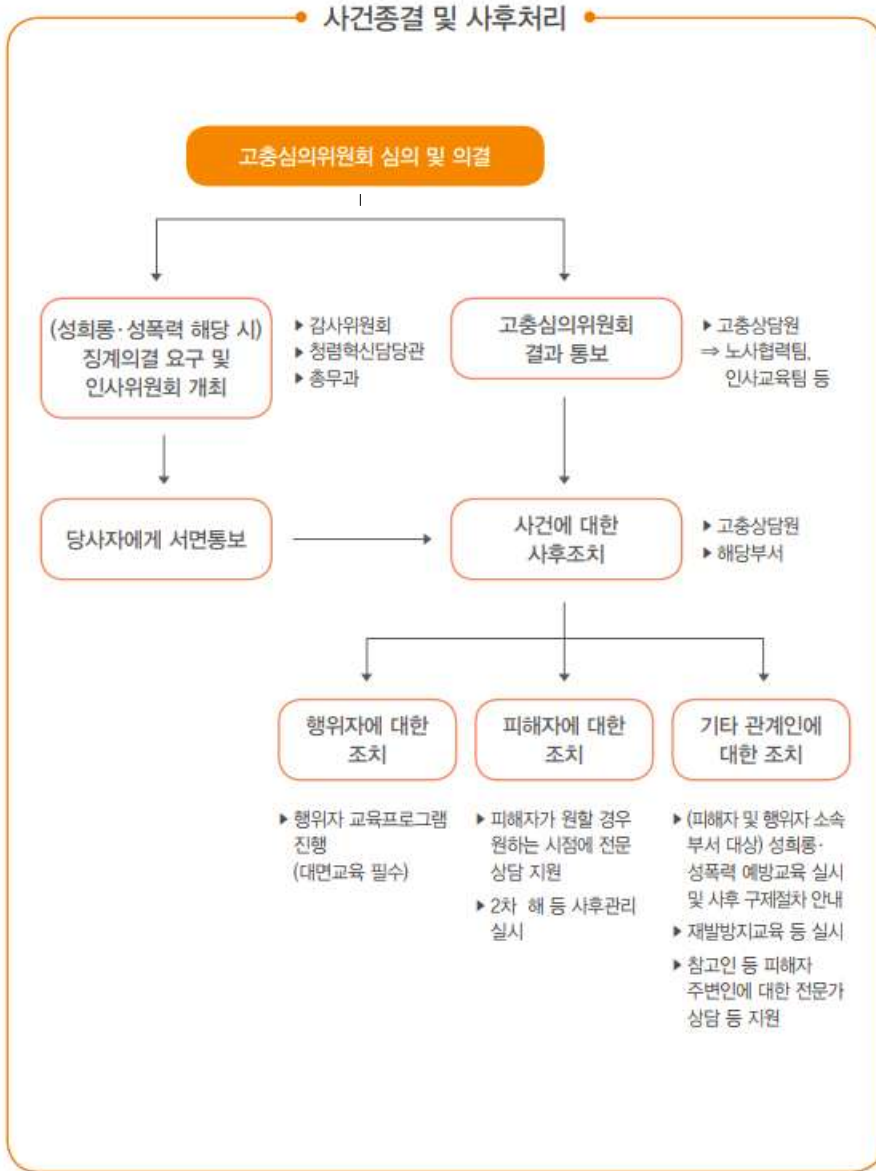 사건종결 및 사후처리
고충심의위원회 심의 및 의결
(성희롱·성폭력 해당 시)
징계의결 요구 및
인사위원회 개최
▶ 감사위원회
▶ 청렴혁신담당관
▶ 총무과
고충심의위원회
결과 통보
▶ 고충상담원
⇒ 노사협력팀,
인사교육팀 등
당사자에게 서면통보
사건에 대한
사후조치
▶ 고충상담원
▶ 해당부서
행위자에 대한
조치
▶ 행위자 교육프로그램
진행
(대면교육 필수)
피해자에 대한
조치
▶ 피해자가 원할 경우
원하는 시점에 전문
상담 지원
▶ 2차 해 등 사후관리
실시
기타 관계인에
대한 조치
▶ (피해자 및 행위자 소속
부서 대상) 성희롱·
성폭력 예방교육 실시
및 사후 구제절차 안내
▶ 재발방지교육 등 실시
▶ 참고인 등 피해자
주변인에 대한 전문가
상담 등 지원